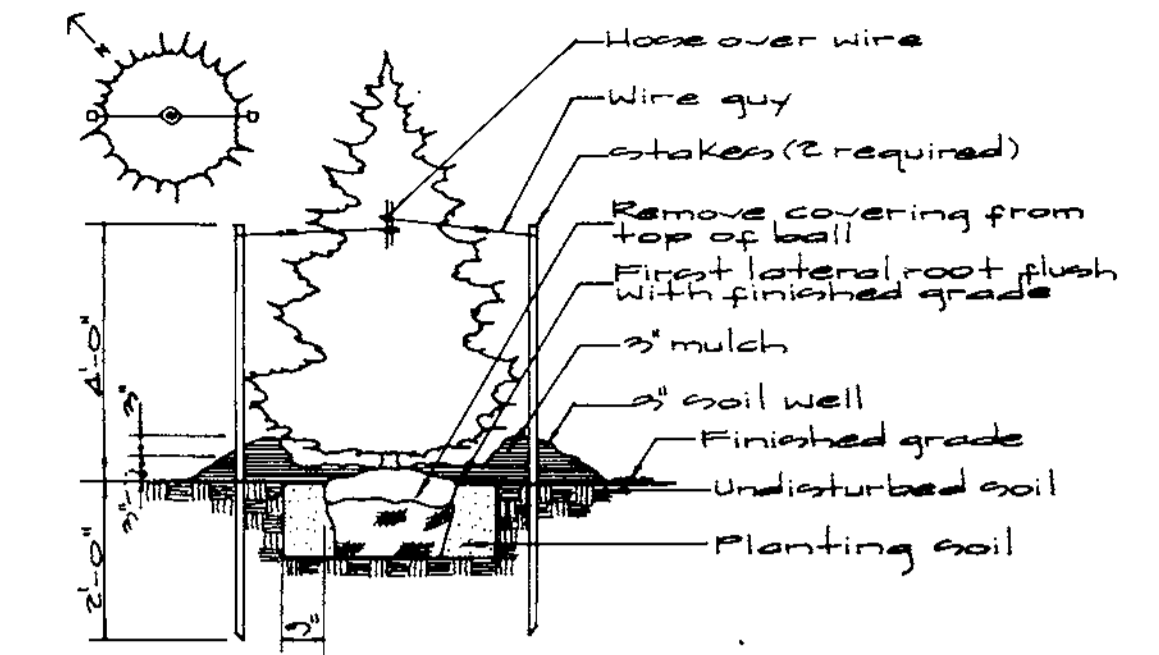 N
Hose over wire
Wire guy
stakes (2 required)
Remove covering from
top of ball
First lateral root flush
with finished grade
3" mulch
3" soil well
Finished grade
Undisturbed soil
Planting soil
4'-0"
3"
3"
2'-0"
9"